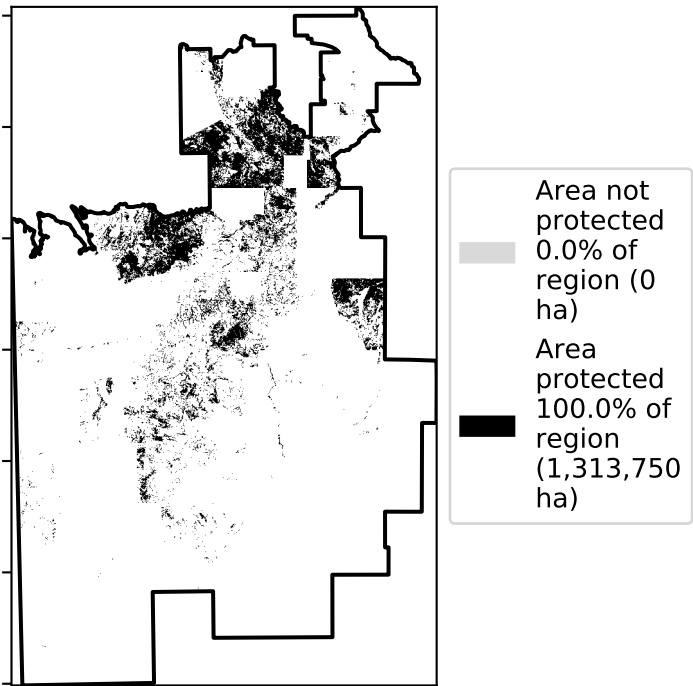 Area not
protected
0.0% of
region (0
ha)
Area
protected
100.0% of
region
(1,313,750
ha)